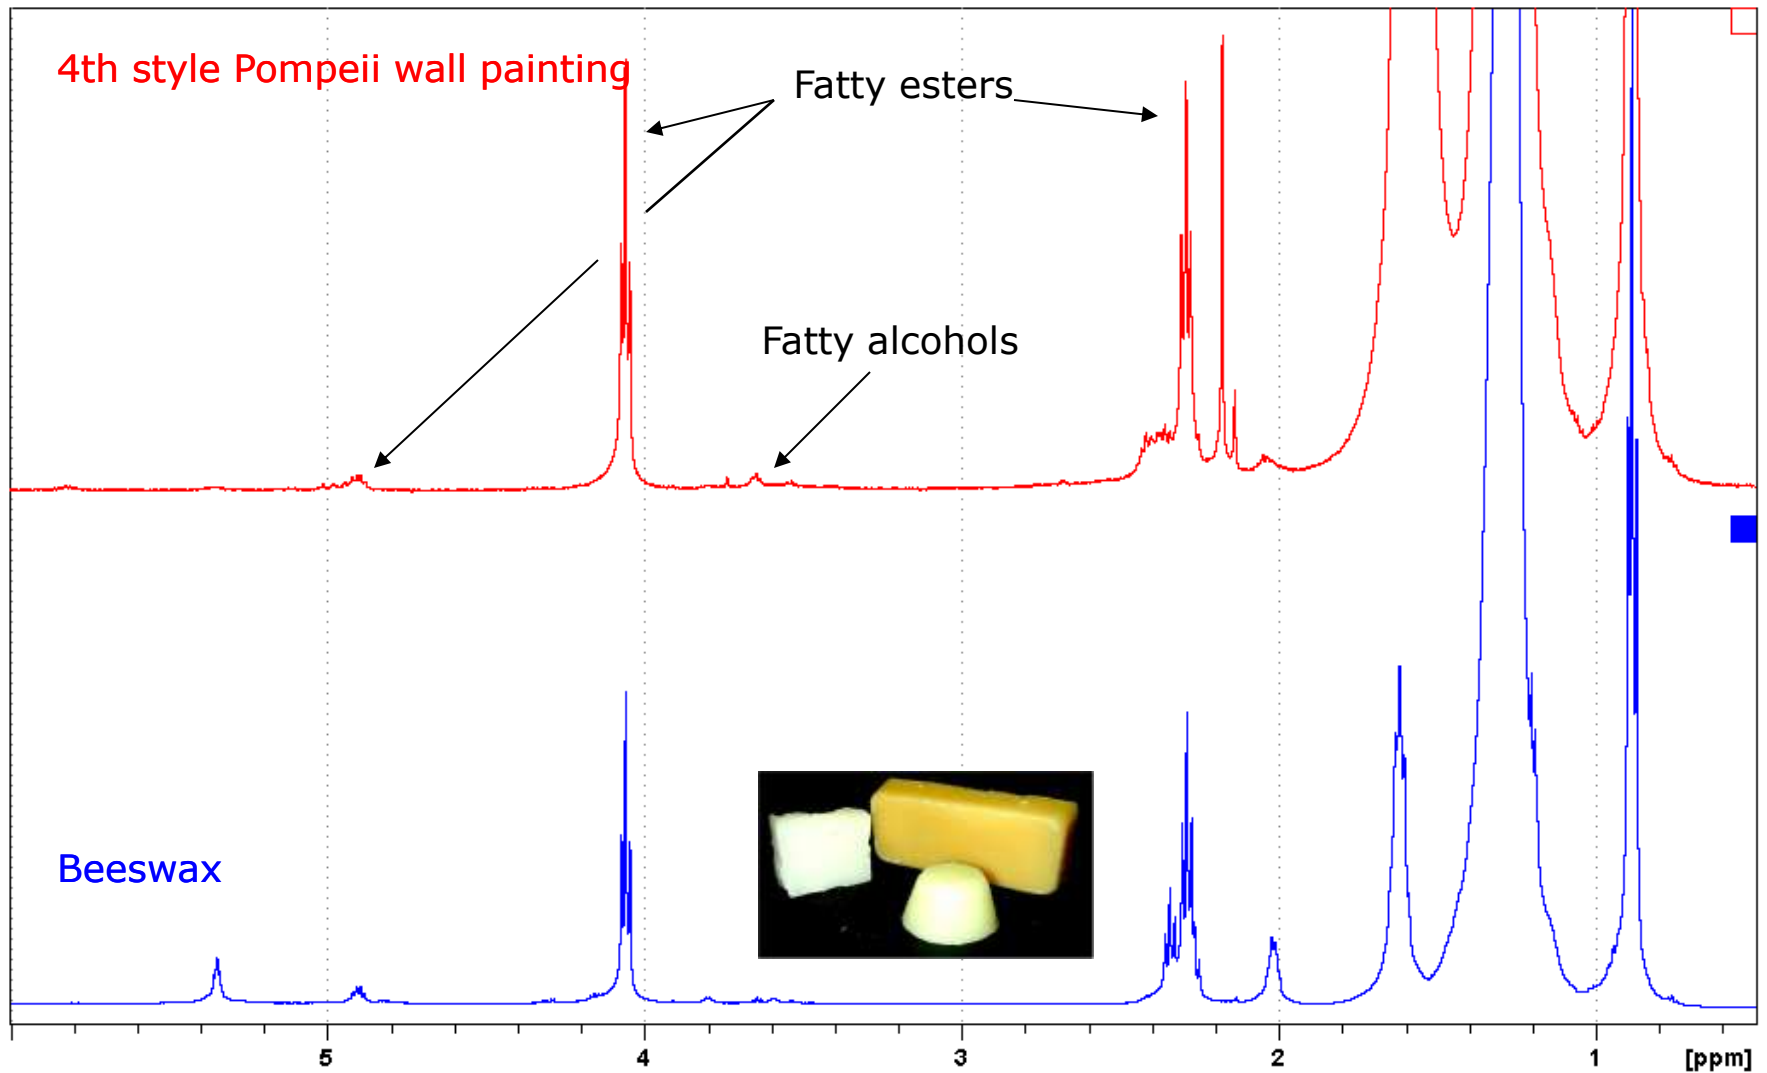 4th style Pompeii wall painting
Fatty esters
Fatty alcohols
Beeswax
5 4 3 2 1 [ppm]